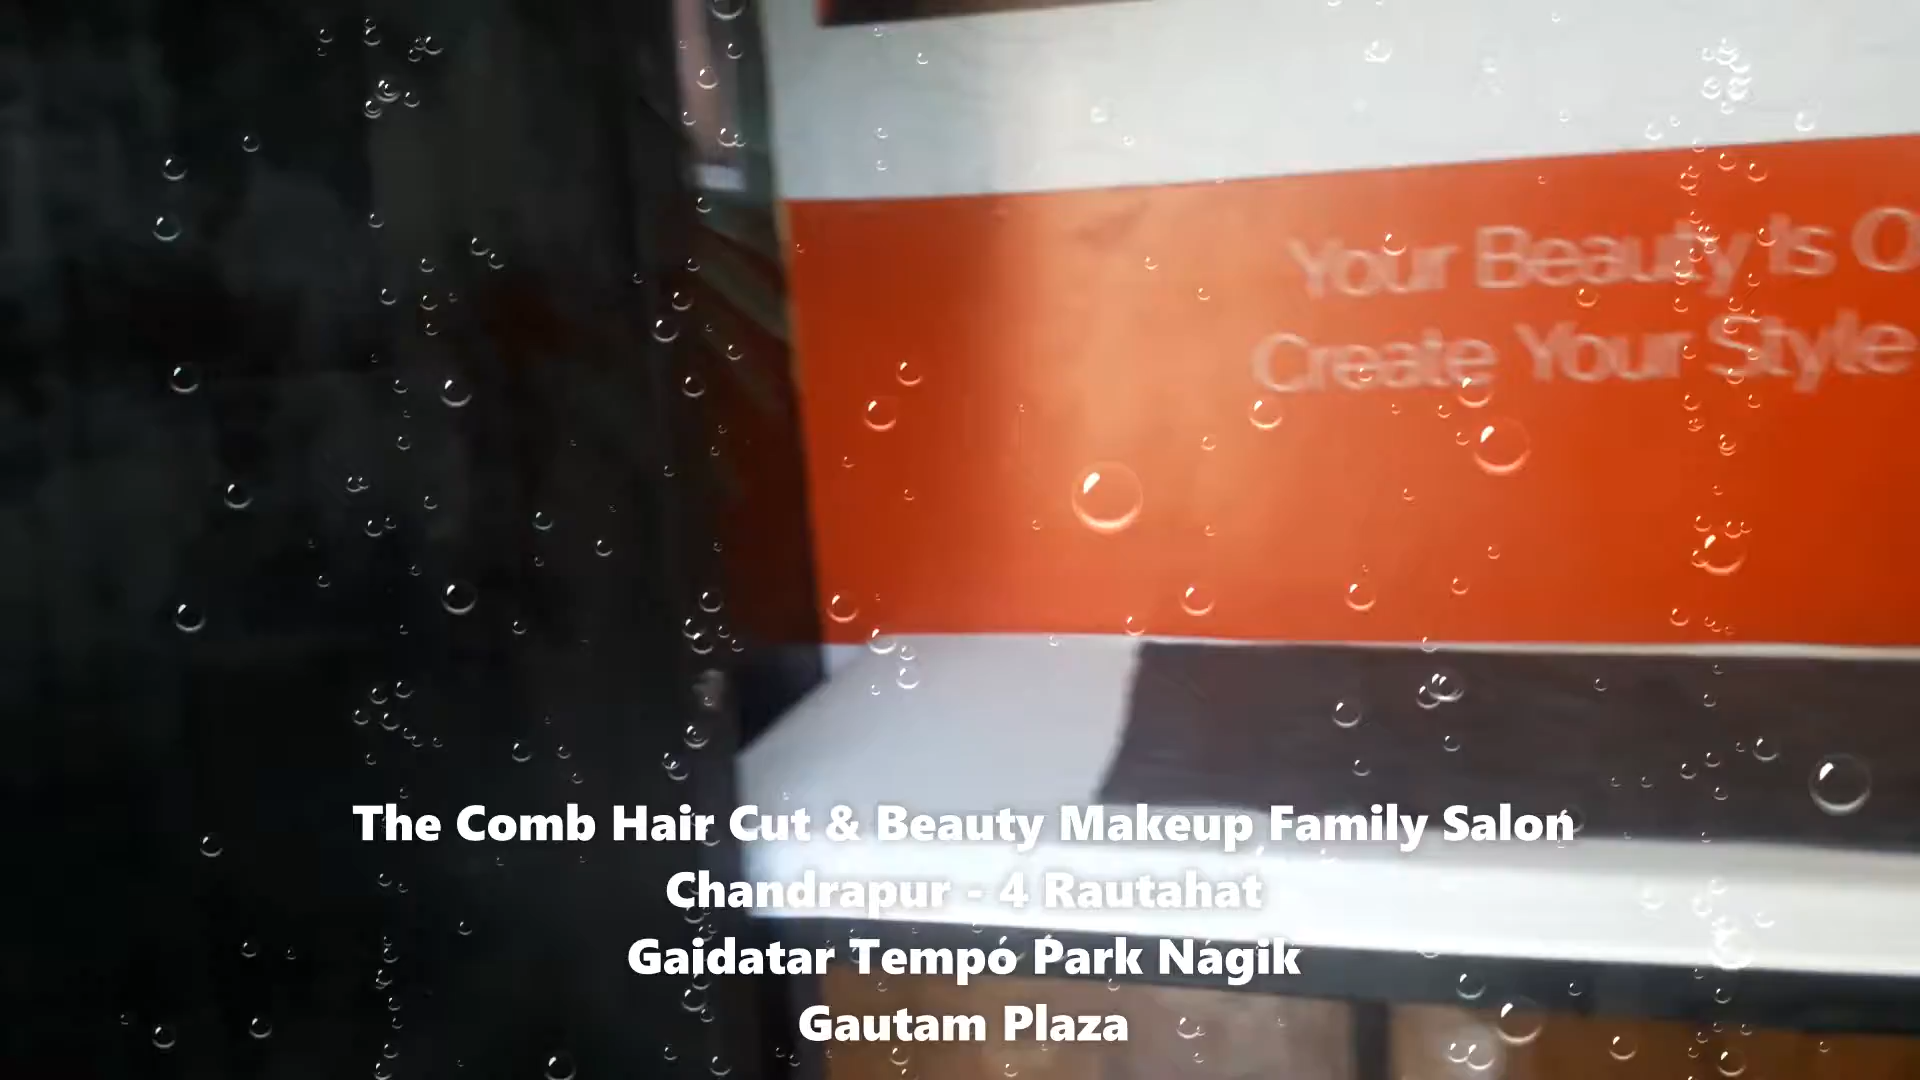 Your Beauty Is
Create Your Style
The Comb Hair Cut & Beauty Makeup Family Salon
Chandrapur - 4 Rautahat
Gaidatar Tempo Park Nagik
Gautam Plaza